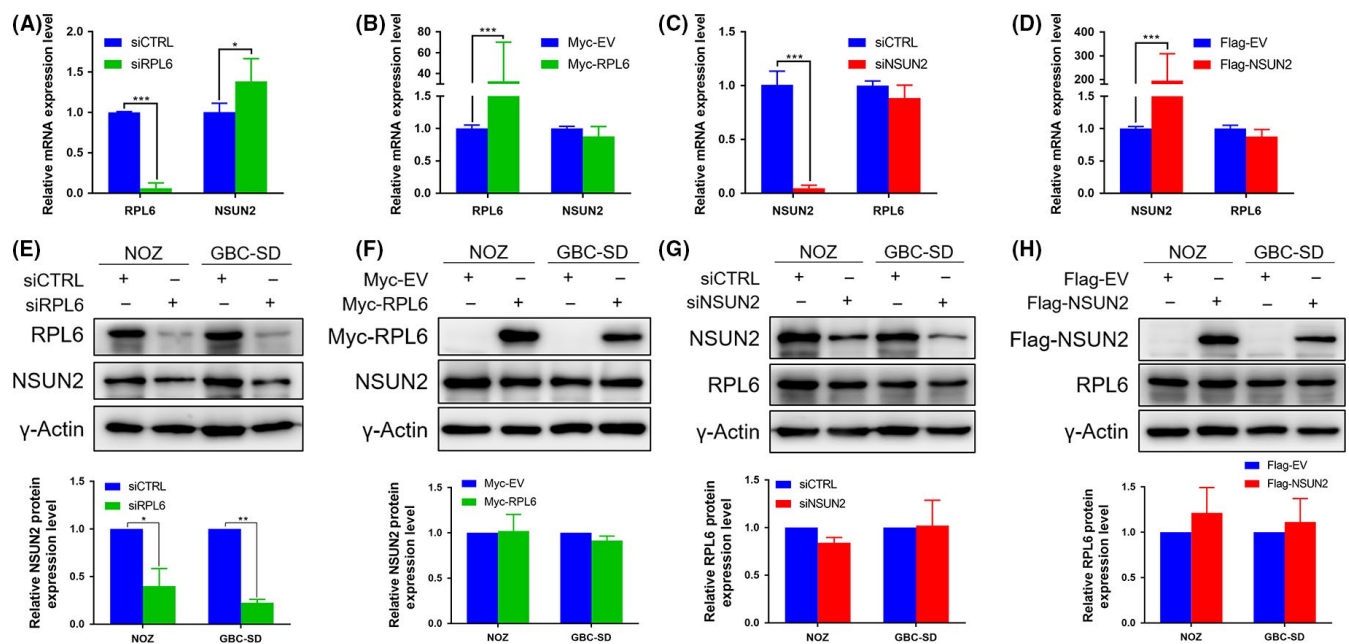 (A)
Relative mRNA expression level
2.0
1.5
1.0
0.5
0.0
siCTRL
siRPL6
***
*
RPL6 NSUN2
(B)
Relative mRNA expression level
80
60
40
20
1.5
1.0
0.5
0.0
Myc-EV
Myc-RPL6
***
RPL6 NSUN2
(C)
Relative mRNA expression level
1.5
1.0
0.5
0.0
siCTRL
siNSUN2
***
NSUN2 RPL6
(D)
Relative mRNA expression level
400
300
200
100
1.5
1.0
0.5
0.0
Flag-EV
Flag-NSUN2
***
NSUN2 RPL6
(E)
NOZ GBC-SD
siCTRL + – + –
siRPL6 – + – +
RPL6
NSUN2
γ-Actin
Relative NSUN2 protein
expression level
1.5
1.0
0.5
0.0
siCTRL
siRPL6
*
**
NOZ GBC-SD
(F)
NOZ GBC-SD
Myc-EV + – + –
Myc-RPL6 – + – +
Myc-RPL6
NSUN2
γ-Actin
Relative NSUN2 protein
expression level
1.5
1.0
0.5
0.0
Myc-EV
Myc-RPL6
NOZ GBC-SD
(G)
NOZ GBC-SD
siCTRL + – + –
siNSUN2 – + – +
NSUN2
RPL6
γ-Actin
Relative RPL6 protein
expression level
1.5
1.0
0.5
0.0
siCTRL
siNSUN2
NOZ GBC-SD
(H)
NOZ GBC-SD
Flag-EV + – + –
Flag-NSUN2 – + – +
Flag-NSUN2
RPL6
γ-Actin
Relative RPL6 protein
expression level
1.5
1.0
0.5
0.0
Flag-EV
Flag-NSUN2
NOZ GBC-SD